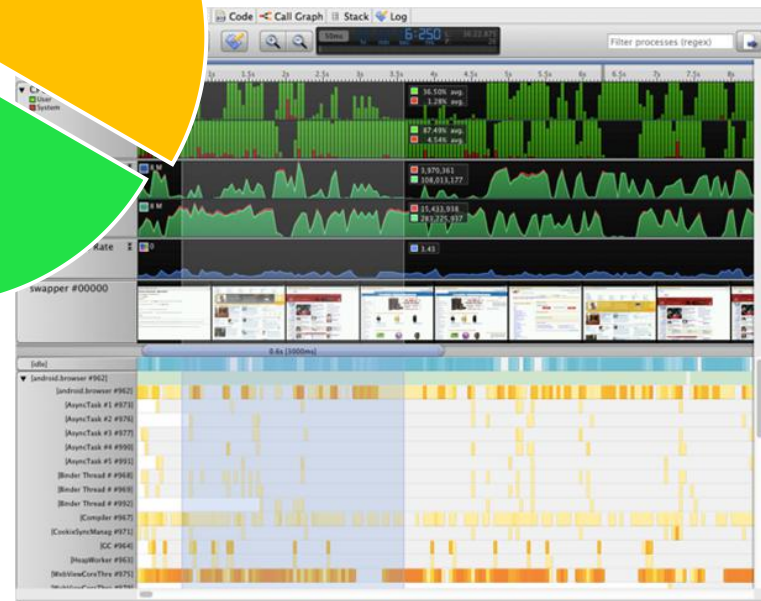 Code Call Graph Stack Log
50ms 6:250
Filter processes (regex)
1.5s 2s 2.5s 3s 3.5s 4s 4.5s 5s 5.5s 6s 6.5s 7s 7.5s 8s
User
System
36.50% avg.
1.28% avg.
87.49% avg.
4.54% avg.
8 M
3,970,361
108,013,177
8 M
15,433,938
283,225,937
Rate
0
3.43
swapper #00000
0.6s [3000ms]
[idle]
[android.browser #962]
[android.browser #962]
[AsyncTask #1 #973]
[AsyncTask #2 #976]
[AsyncTask #3 #977]
[AsyncTask #4 #990]
[AsyncTask #5 #991]
[Binder Thread # #968]
[Binder Thread # #969]
[Binder Thread # #992]
[Compiler #967]
[CookieSyncManag #971]
[GC #964]
[HeapWorker #963]
[WebViewCoreThre #975]